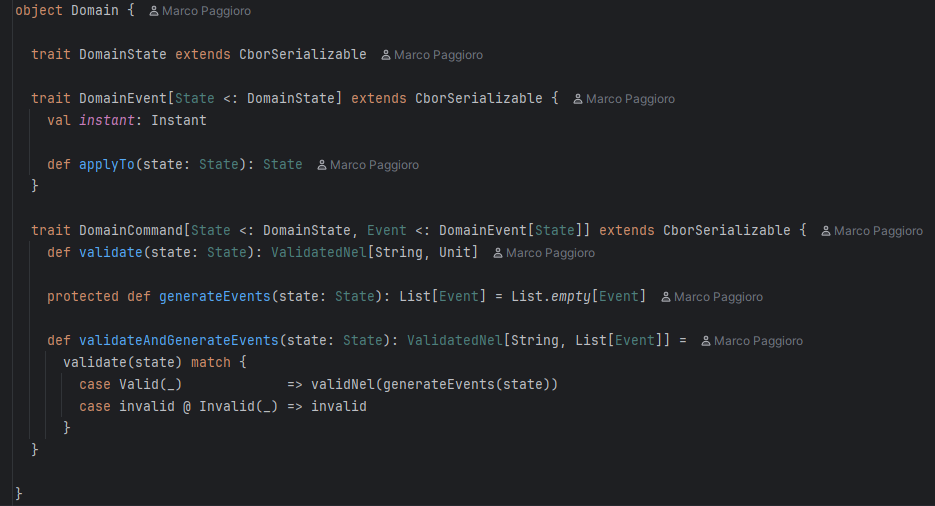 object Domain { Marco Paggioro
trait DomainState extends CborSerializable Marco Paggioro
trait DomainEvent[State <: DomainState] extends CborSerializable { Marco Paggioro
val instant: Instant
def applyTo(state: State): State Marco Paggioro
}
trait DomainCommand[State <: DomainState, Event <: DomainEvent[State]] extends CborSerializable { Marco Paggioro
def validate(state: State): ValidatedNel[String, Unit] Marco Paggioro
protected def generateEvents(state: State): List[Event] = List.empty[Event] Marco Paggioro
def validateAndGenerateEvents(state: State): ValidatedNel[String, List[Event]] = Marco Paggioro
validate(state) match {
case Valid(_) => validNel(generateEvents(state))
case invalid @ Invalid(_) => invalid
}
}
}